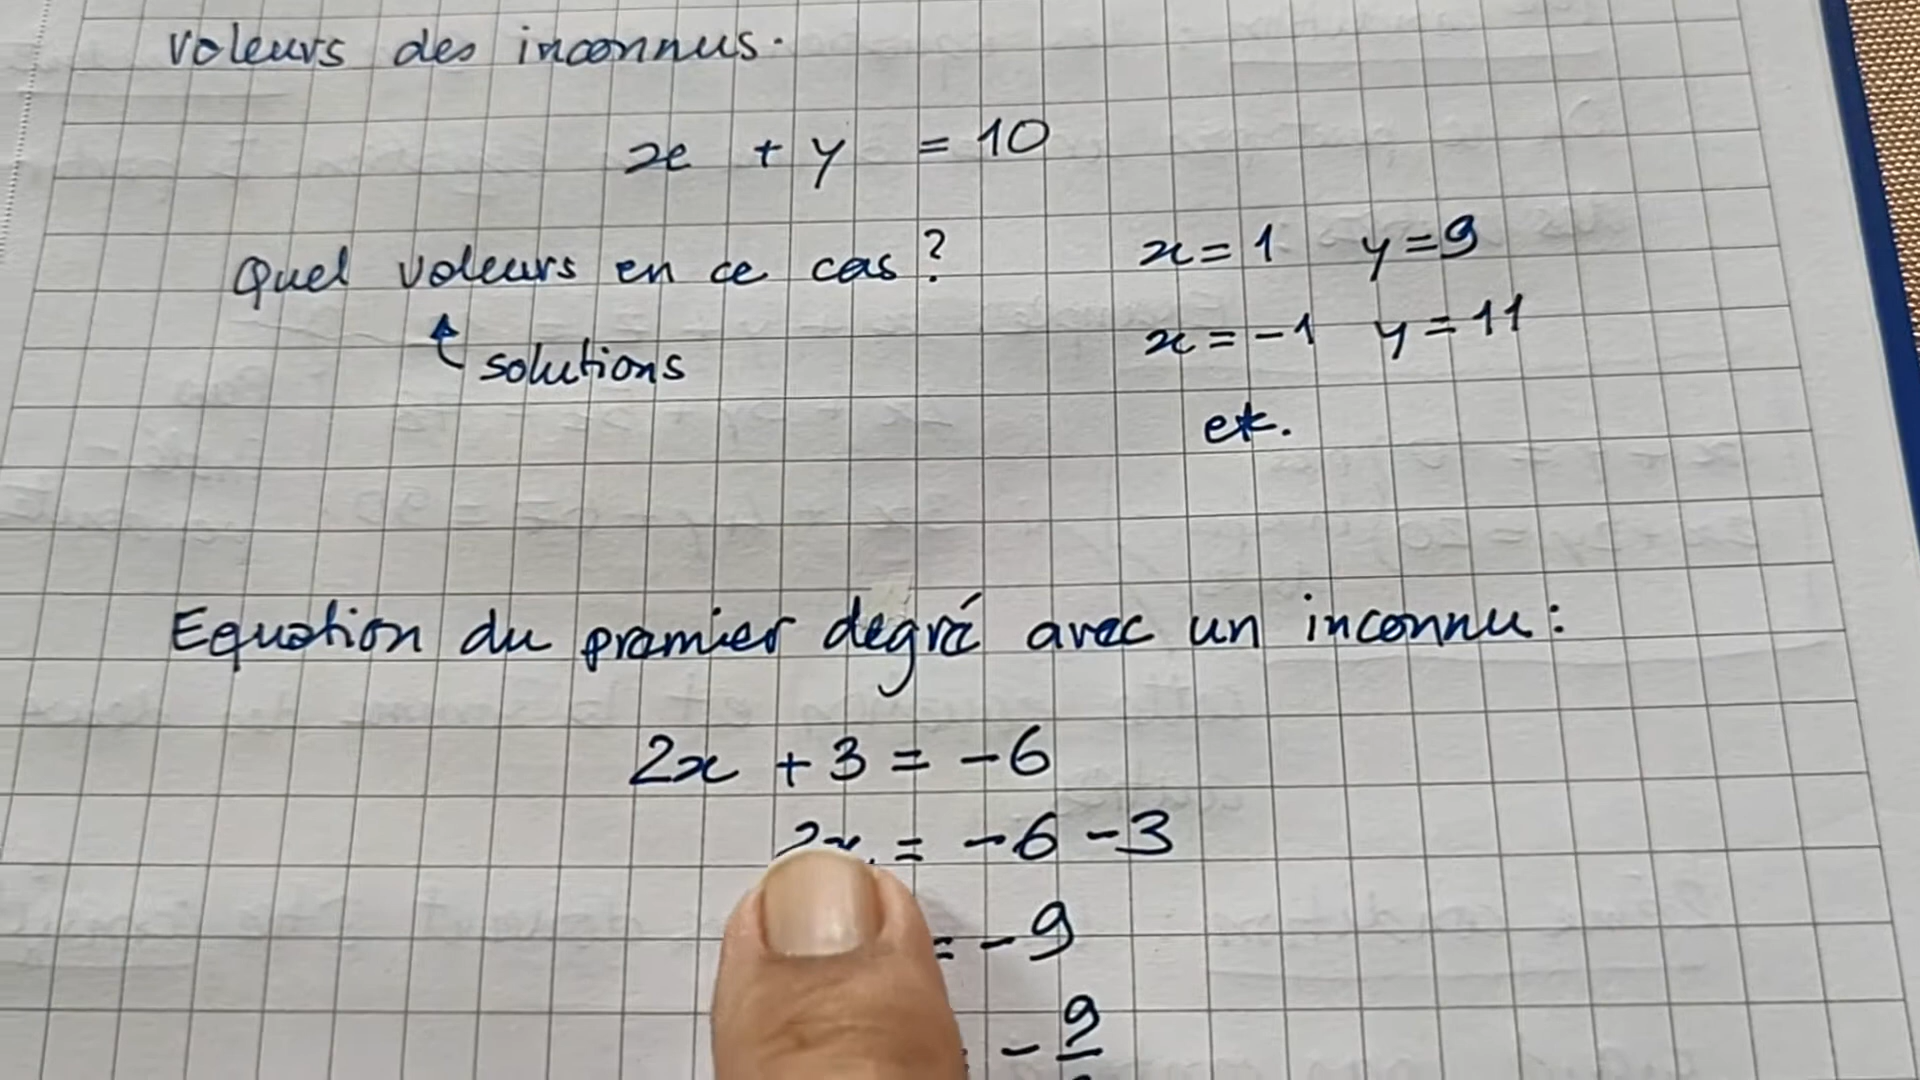 valeurs des inconnus.
x + y = 10
Quel valeurs en ce cas ?
x = 1 y = 9
solutions
x = -1 y = 11
etc.
Equation du premier degré avec un inconnu :
2x + 3 = -6
2x = -6 - 3
= -9
- 9